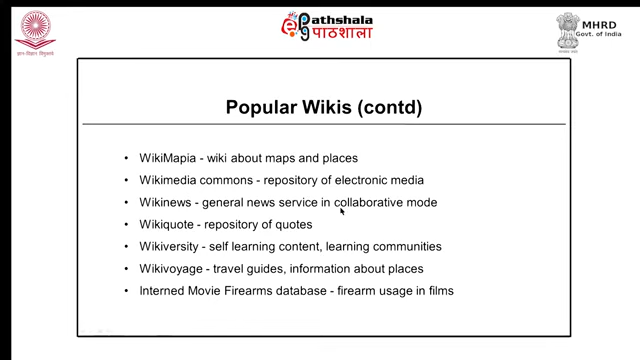 ePG Pathshala
पाठशाला
MHRD
Govt. of India
ज्ञान-विज्ञान विमुक्तये
Popular Wikis (contd)
• WikiMapia - wiki about maps and places
• Wikimedia commons - repository of electronic media
• Wikinews - general news service in collaborative mode
• Wikiquote - repository of quotes
• Wikiversity - self learning content, learning communities
• Wikivoyage - travel guides, information about places
• Interned Movie Firearms database - firearm usage in films